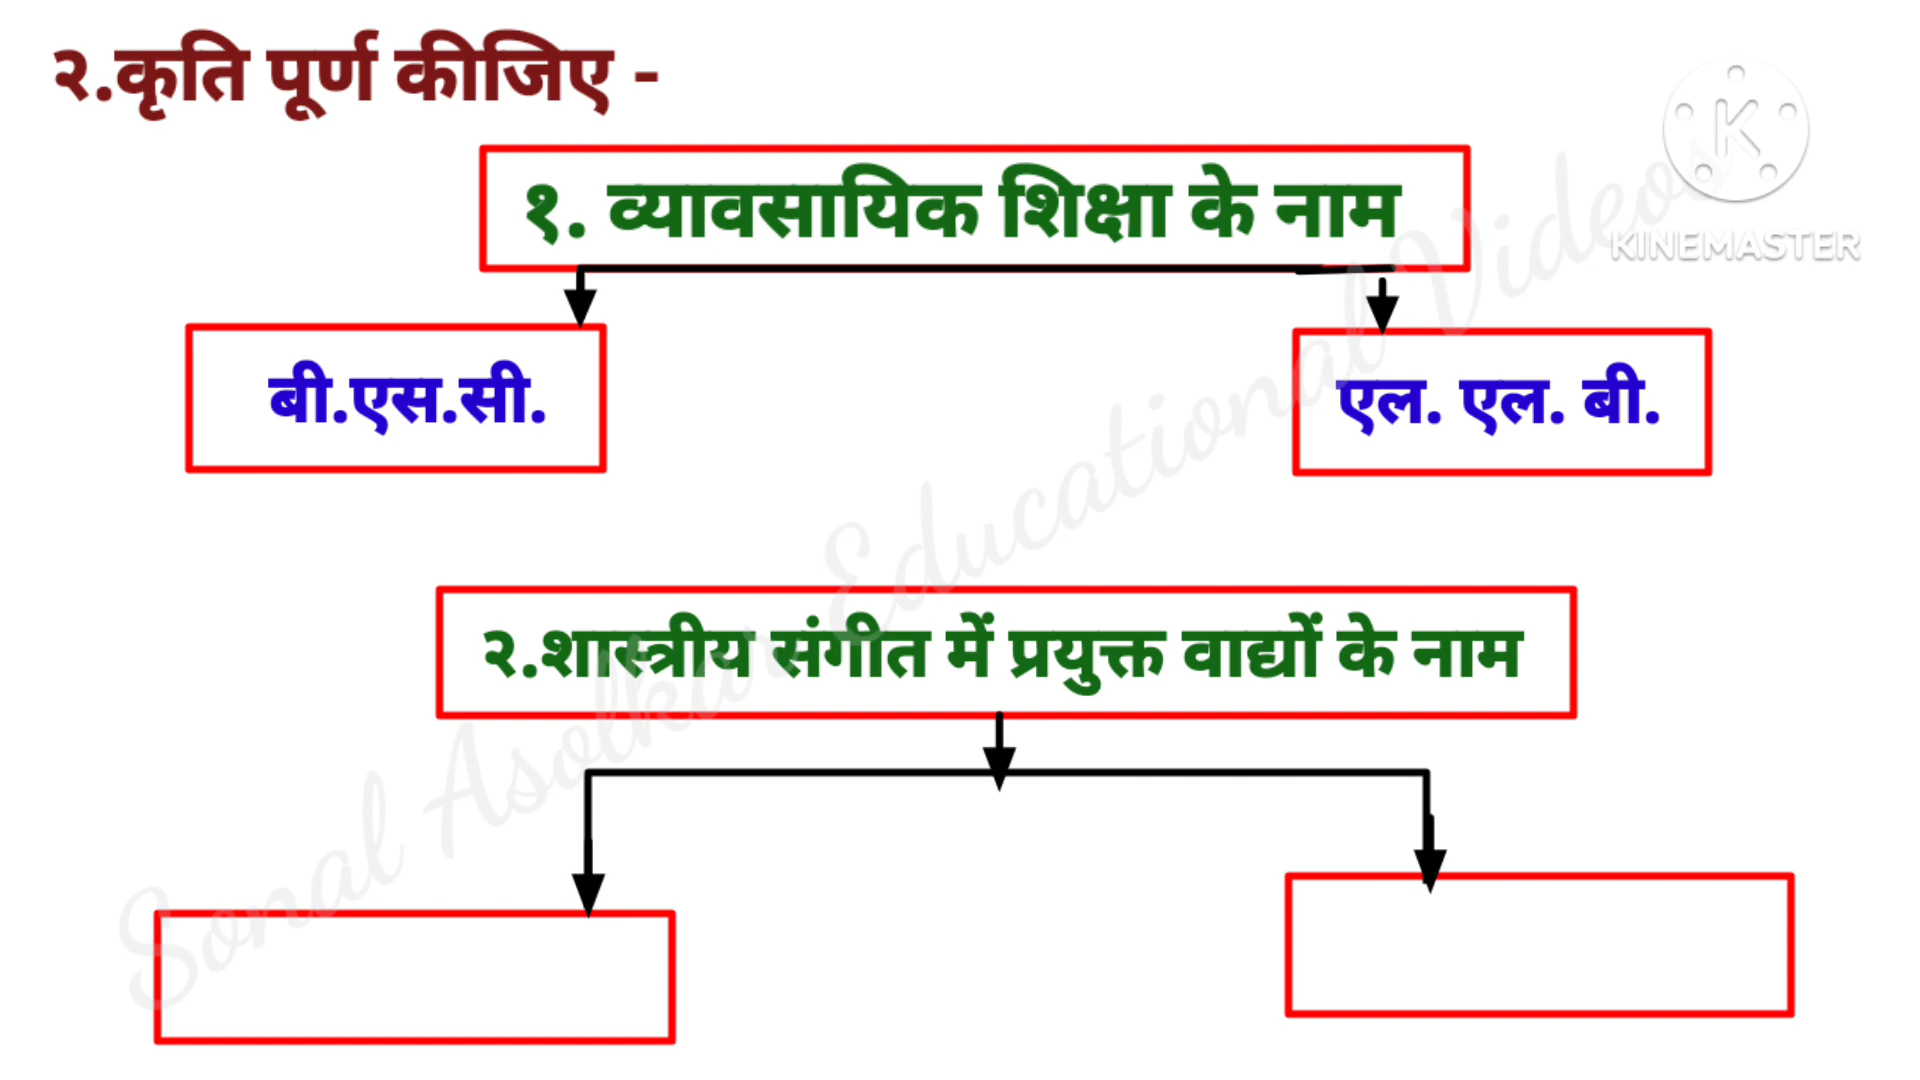 २.कृति पूर्ण कीजिए -
१. व्यावसायिक शिक्षा के नाम
KINEMASTER
बी.एस.सी.
एल. एल. बी.
२.शास्त्रीय संगीत में प्रयुक्त वाद्यों के नाम
Sonal Asolkar Educational Videos